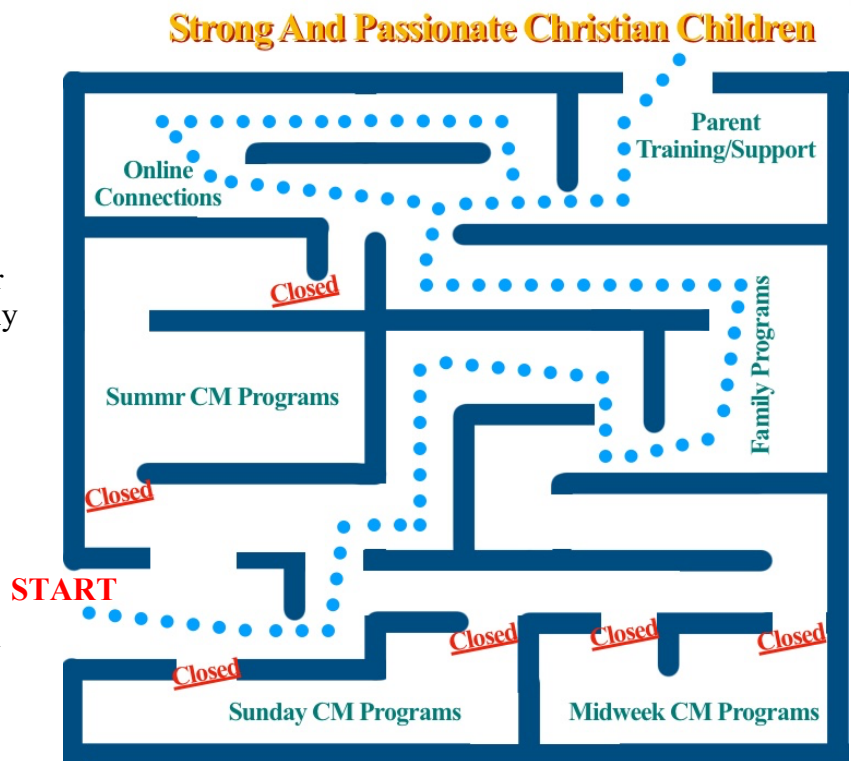 Strong And Passionate Christian Children
Parent
Training/Support
Online
Connections
Closed
Family Programs
Summr CM Programs
Closed
START
Closed
Closed
Closed
Closed
Sunday CM Programs
Midweek CM Programs